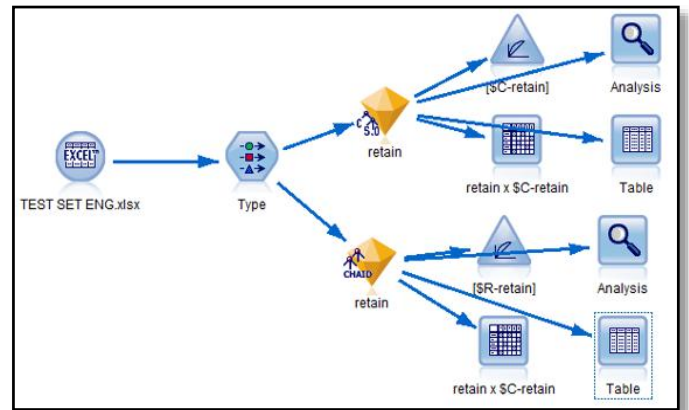 [$C-retain]
Analysis
C 5.0
retain
EXCEL
TEST SET ENG.xlsx
Type
retain x $C-retain
Table
CHAID
retain
[$R-retain]
Analysis
retain x $C-retain
Table